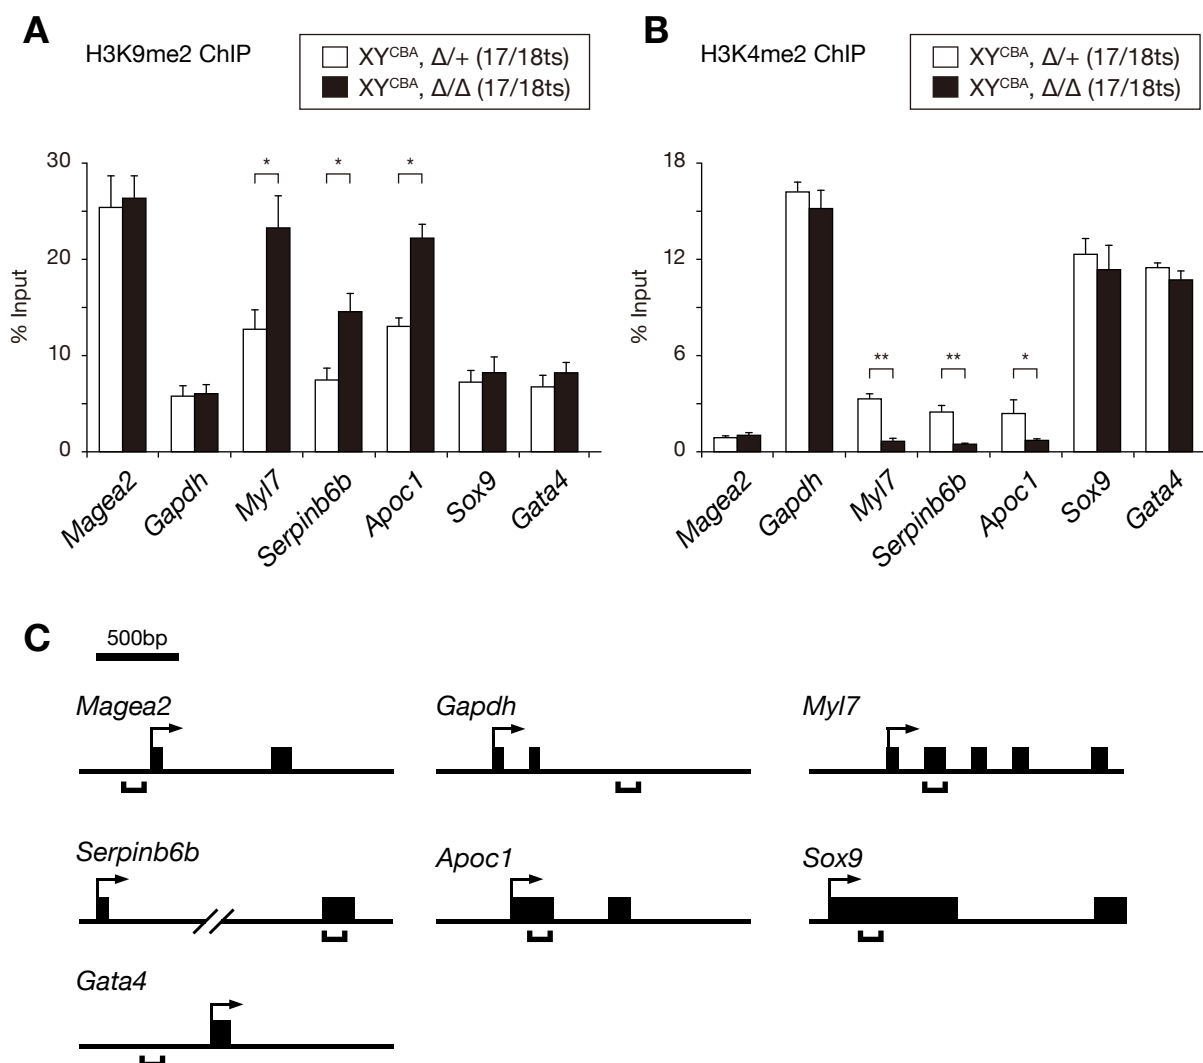 A
H3K9me2 ChIP
XY^CBA, Δ/+ (17/18ts)
XY^CBA, Δ/Δ (17/18ts)
30
20
10
0
% Input
* * *
Magea2 Gapdh Myl7 Serpinb6b Apoc1 Sox9 Gata4
B
H3K4me2 ChIP
XY^CBA, Δ/+ (17/18ts)
XY^CBA, Δ/Δ (17/18ts)
18
12
6
0
% Input
** ** *
Magea2 Gapdh Myl7 Serpinb6b Apoc1 Sox9 Gata4
C
500bp
Magea2 Gapdh Myl7
Serpinb6b Apoc1 Sox9
Gata4